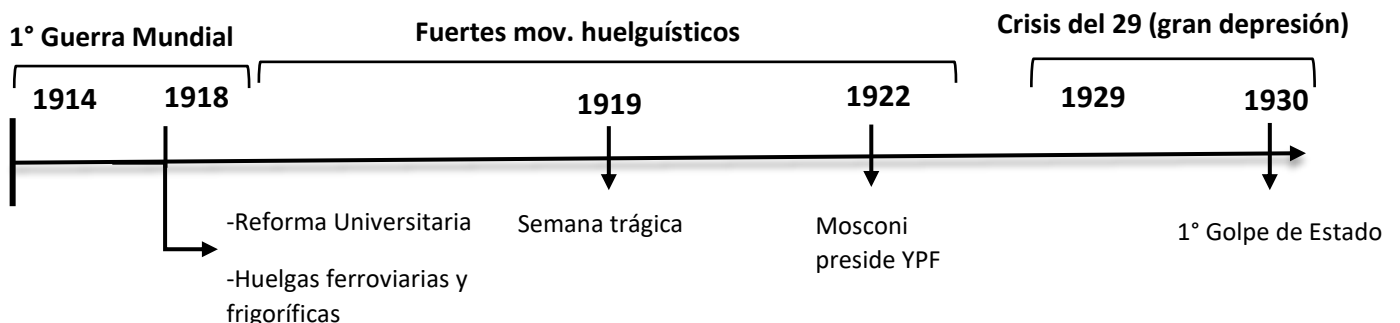 1° Guerra Mundial
Fuertes mov. huelguísticos
Crisis del 29 (gran depresión)
1914
1918
1919
1922
1929
1930
-Reforma Universitaria
-Huelgas ferroviarias y
frigoríficas
Semana trágica
Mosconi
preside YPF
1° Golpe de Estado